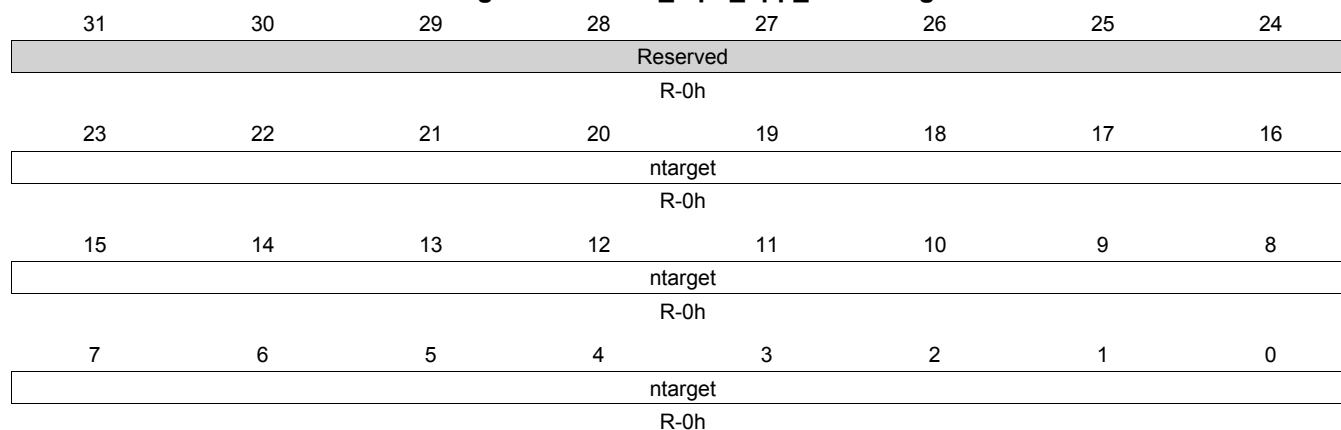 31 30 29 28 27 26 25 24
Reserved
R-0h
23 22 21 20 19 18 17 16
ntarget
R-0h
15 14 13 12 11 10 9 8
ntarget
R-0h
7 6 5 4 3 2 1 0
ntarget
R-0h